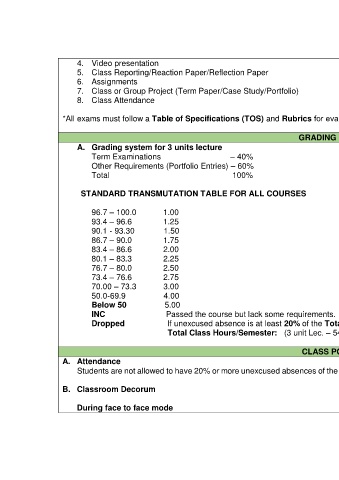 4. Video presentation
5. Class Reporting/Reaction Paper/Reflection Paper
6. Assignments
7. Class or Group Project (Term Paper/Case Study/Portfolio)
8. Class Attendance
*All exams must follow a Table of Specifications (TOS) and Rubrics for eva
GRADING
A. Grading system for 3 units lecture
Term Examinations – 40%
Other Requirements (Portfolio Entries) – 60%
Total 100%
STANDARD TRANSMUTATION TABLE FOR ALL COURSES
96.7 – 100.0 1.00
93.4 – 96.6 1.25
90.1 - 93.30 1.50
86.7 – 90.0 1.75
83.4 – 86.6 2.00
80.1 – 83.3 2.25
76.7 – 80.0 2.50
73.4 – 76.6 2.75
70.00 – 73.3 3.00
50.0-69.9 4.00
Below 50 5.00
INC Passed the course but lack some requirements.
Dropped If unexcused absence is at least 20% of the Tota
Total Class Hours/Semester: (3 unit Lec. – 54
CLASS PO
A. Attendance
Students are not allowed to have 20% or more unexcused absences of the
B. Classroom Decorum
During face to face mode